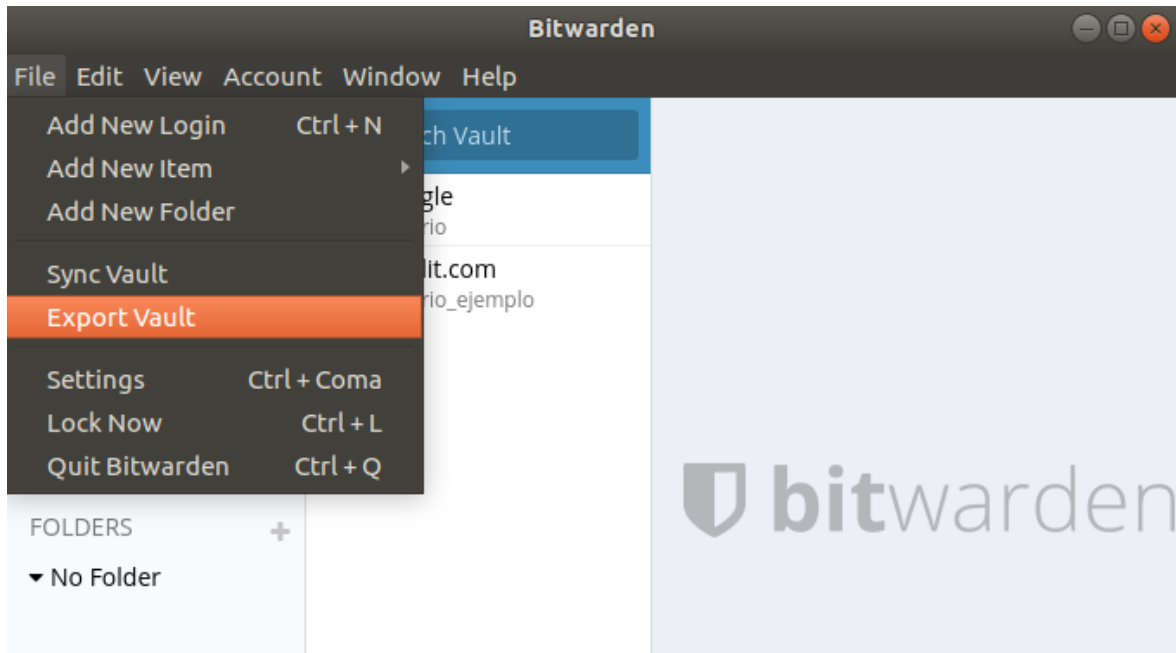 Bitwarden
File Edit View Account Window Help
Add New Login Ctrl + N
Add New Item
Add New Folder
Sync Vault
Export Vault
Settings Ctrl + Coma
Lock Now Ctrl + L
Quit Bitwarden Ctrl + Q
ch Vault
gle
rio
lit.com
rio_ejemplo
FOLDERS +
No Folder
bitwarden